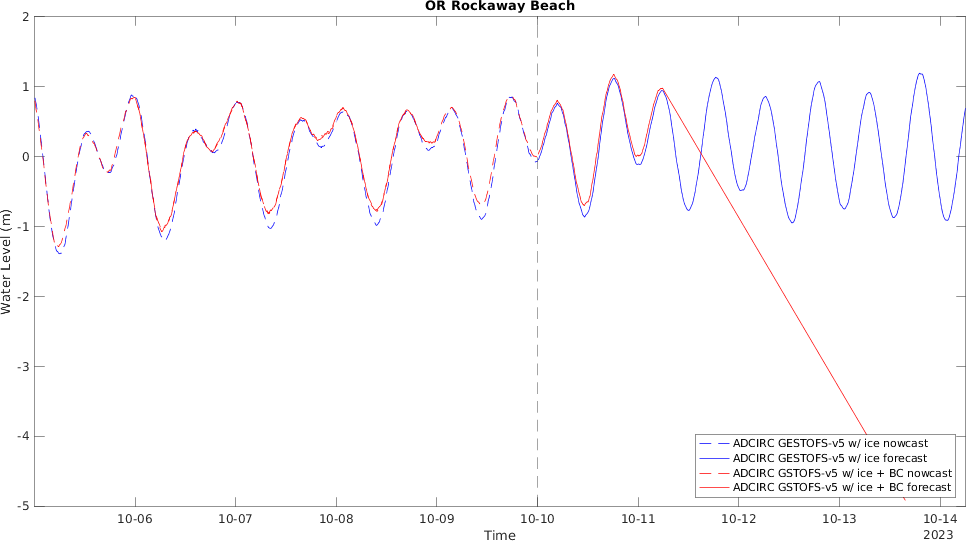 OR Rockaway Beach
Water Level (m)
2
1
0
-1
-2
-3
-4
-5
ADCIRC GESTOFS-v5 w/ ice nowcast
ADCIRC GESTOFS-v5 w/ ice forecast
ADCIRC GSTOFS-v5 w/ ice + BC nowcast
ADCIRC GSTOFS-v5 w/ ice + BC forecast
10-06 10-07 10-08 10-09 10-10 10-11 10-12 10-13 10-14
Time
2023